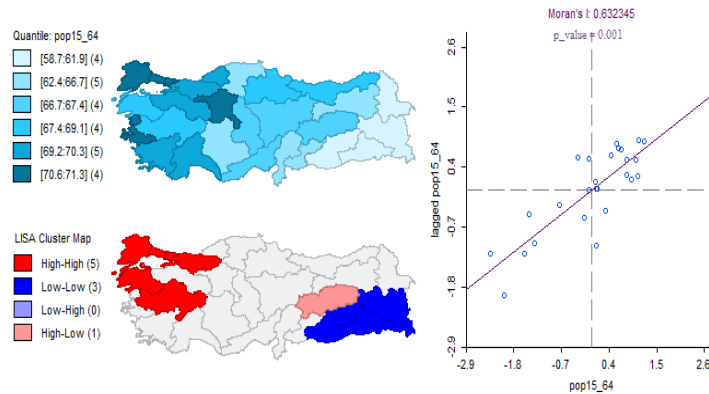 Quantile: pop15_64
[58.7:61.9] (4)
[62.4:66.7] (5)
[66.7:67.4] (4)
[67.4:69.1] (4)
[69.2:70.3] (5)
[70.6:71.3] (4)
LISA Cluster Map
High-High (5)
Low-Low (3)
Low-High (0)
High-Low (1)
Moran's I: 0.632345
p_value = 0.001
lagged pop15_64
2.6
1.5
0.4
-0.7
-1.8
-2.9
-2.9 -1.8 -0.7 0.4 1.5 2.6
pop15_64